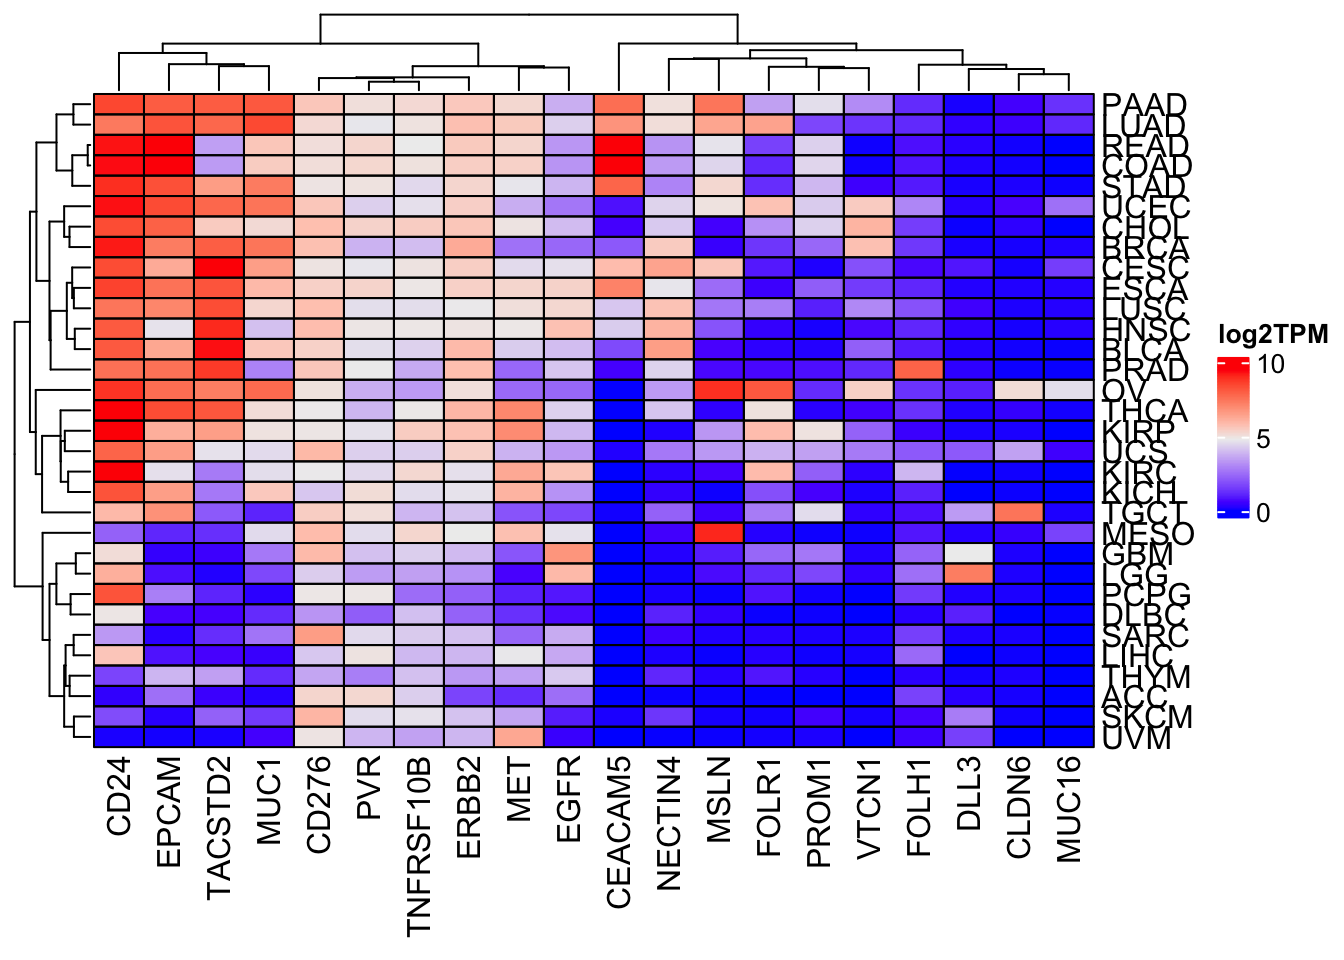 PAAD
LUAD
READ
COAD
STAD
UCEC
CHOL
BRCA
CESC
ESCA
LUSC
HNSC
BLCA
PRAD
OV
THCA
KIRP
UCS
KIRC
KICH
TGCT
MESO
GBM
LGG
PCPG
DLBC
SARC
LIHC
THYM
ACC
SKCM
UVM
log2TPM
10
5
0
CD24
EPCAM
TACSTD2
MUC1
CD276
PVR
TNFRSF10B
ERBB2
MET
EGFR
CEACAM5
NECTIN4
MSLN
FOLR1
PROM1
VTCN1
FOLH1
DLL3
CLDN6
MUC16